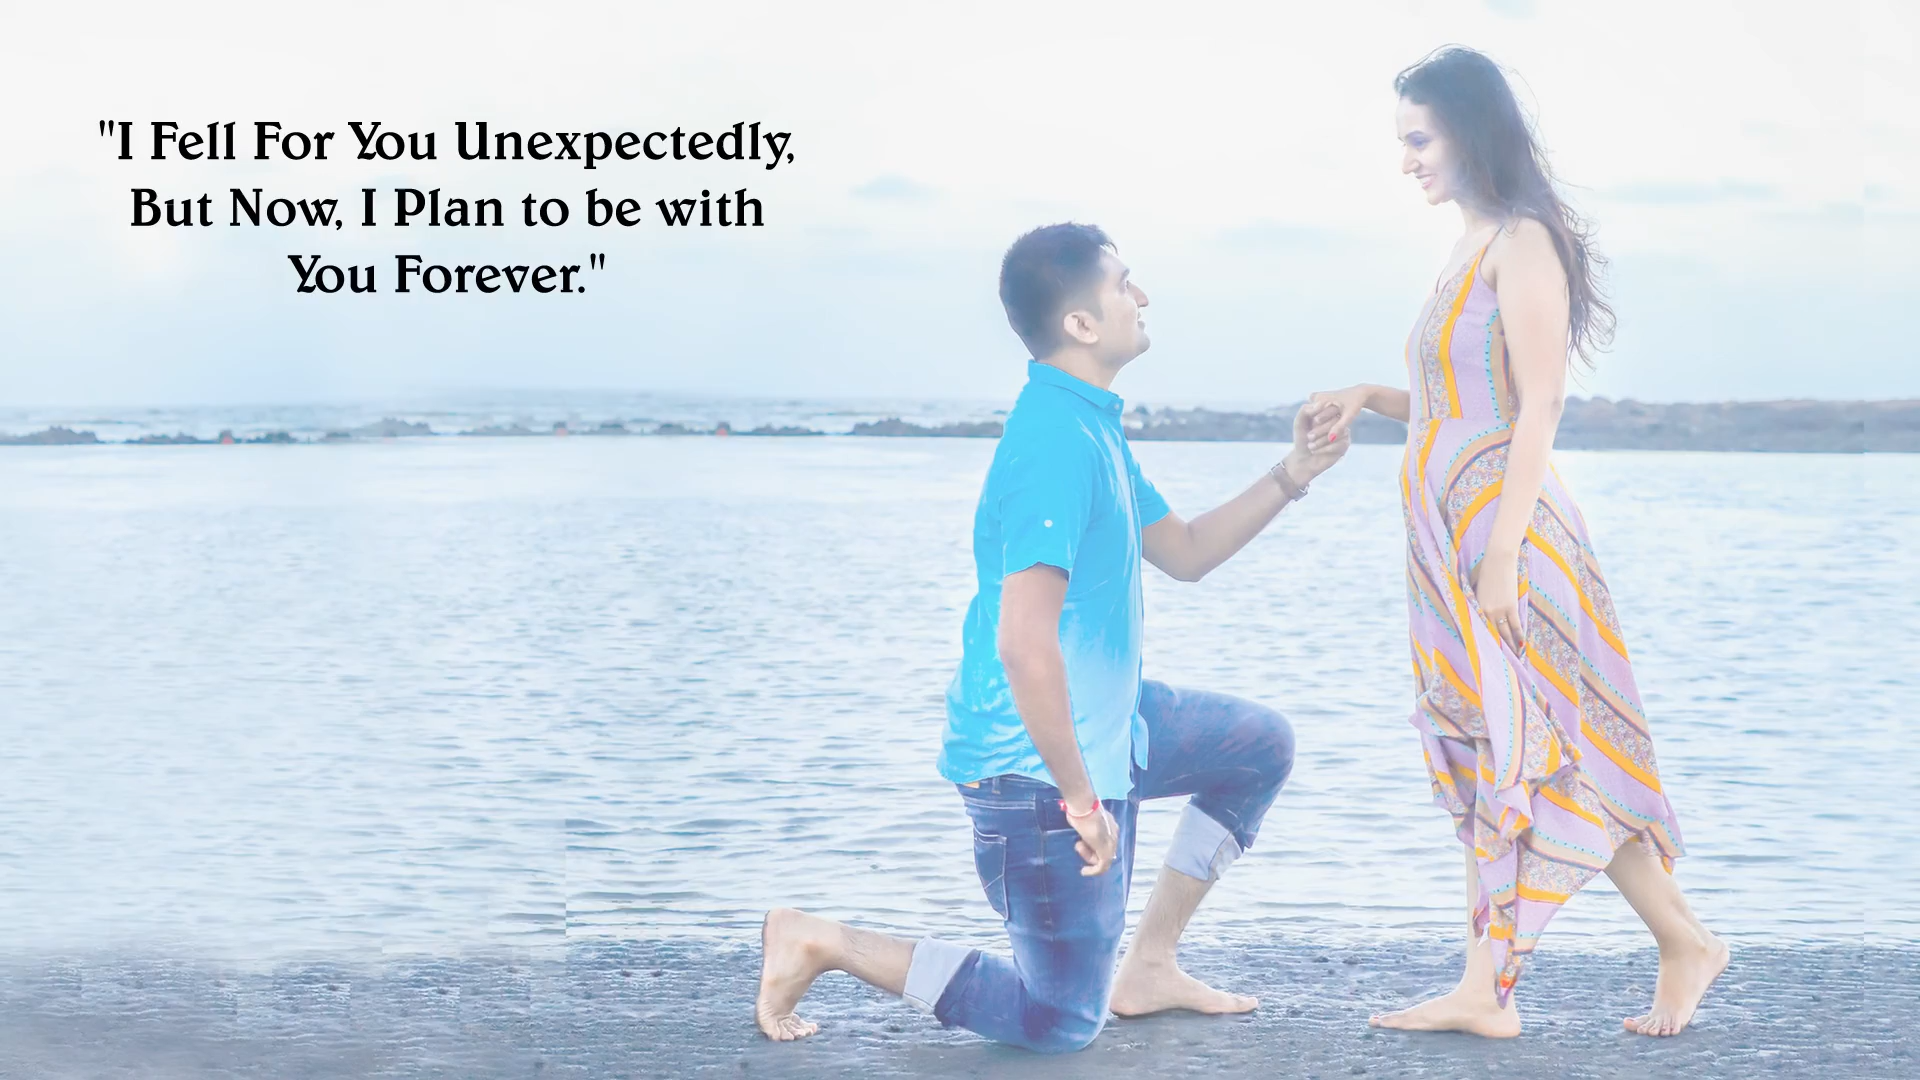 "I Fell For You Unexpectedly,
But Now, I Plan to be with
You Forever."